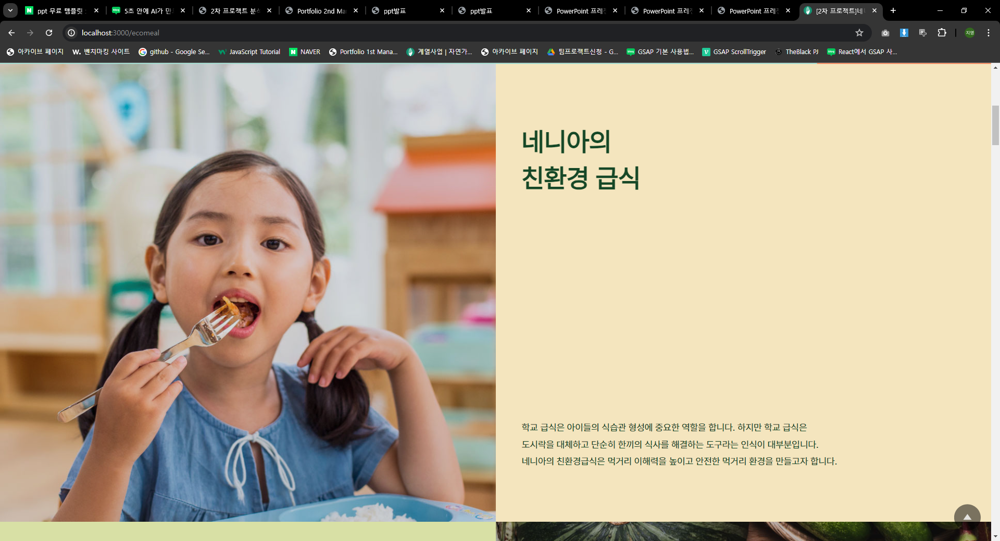 ppt 무료 템플릿
5초 안에 AI가 만
2차 프로젝트 분석
Portfolio 2nd Ma
ppt발표
ppt발표
PowerPoint 프레
PowerPoint 프레
PowerPoint 프레
[2차 프로젝트]네
localhost:3000/ecomeal
지영
아카이브 페이지
벤치마킹 사이트
github - Google Se...
JavaScript Tutorial
NAVER
Portfolio 1st Mana...
계열사업 | 자연가...
아카이브 페이지
팀프로젝트신청 - G...
GSAP 기본 사용법...
GSAP ScrollTrigger
TheBlack PJ
React에서 GSAP 사...
네니아의
친환경 급식
학교 급식은 아이들의 식습관 형성에 중요한 역할을 합니다. 하지만 학교 급식은
도시락을 대체하고 단순히 한끼의 식사를 해결하는 도구라는 인식이 대부분입니다.
네니아의 친환경급식은 먹거리 이해력을 높이고 안전한 먹거리 환경을 만들고자 합니다.